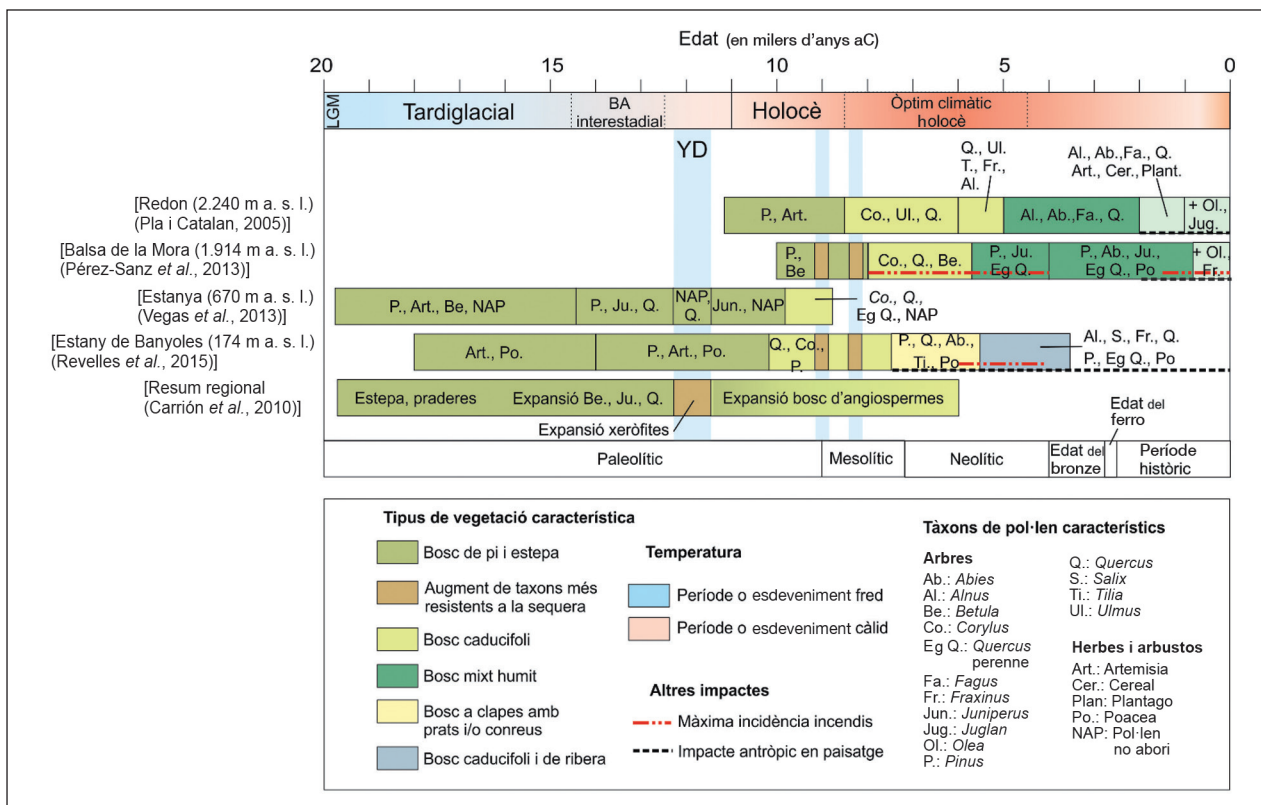 Edat (en milers d'anys aC)
20 15 10 5 0
LGM
Tardiglacial
BA
interestadial
Holocè
Òptim climàtic
holocè
YD
Q., Ul.
T., Fr.,
Al.
Al., Ab.,Fa., Q.
Art., Cer., Plant.
[Redon (2.240 m a. s. l.)
(Pla i Catalan, 2005)]
P., Art.
Co., Ul., Q.
Al., Ab.,Fa., Q.
+ Ol.,
Jug.
[Balsa de la Mora (1.914 m a. s. l.)
(Pérez-Sanz et al., 2013)]
P.,
Be
Co., Q., Be.
P., Ju.
Eg Q.
P., Ab., Ju.,
Eg Q., Po
+ Ol.,
Fr.
[Estanya (670 m a. s. l.)
(Vegas et al., 2013)]
P., Art., Be, NAP
P., Ju., Q.
NAP,
Q.
Jun., NAP
Co., Q.,
Eg Q., NAP
[Estany de Banyoles (174 m a. s. l.)
(Revelles et al., 2015)]
Art., Po.
P., Art., Po.
Q., Co.,
P.
P., Q., Ab.,
Ti., Po
Al., S., Fr., Q.
P., Eg Q., Po
[Resum regional
(Carrión et al., 2010)]
Estepa, praderes
Expansió Be., Ju., Q.
Expansió bosc d'angiospermes
Expansió xeròfites
Edat del
ferro
Paleolític
Mesolític
Neolític
Edat del
bronze
Període
històric
Tipus de vegetació característica
Bosc de pi i estepa
Augment de taxons més
resistents a la sequera
Bosc caducifoli
Bosc mixt humit
Bosc a clapes amb
prats i/o conreus
Bosc caducifoli i de ribera
Temperatura
Període o esdeveniment fred
Període o esdeveniment càlid
Altres impactes
Màxima incidència incendis
Impacte antròpic en paisatge
Tàxons de pol·len característics
Arbres
Ab.: Abies
Al.: Alnus
Be.: Betula
Co.: Corylus
Eg Q.: Quercus
perenne
Fa.: Fagus
Fr.: Fraxinus
Jun.: Juniperus
Jug.: Juglan
Ol.: Olea
P.: Pinus
Q.: Quercus
S.: Salix
Ti.: Tilia
Ul.: Ulmus
Herbes i arbustos
Art.: Artemisia
Cer.: Cereal
Plan: Plantago
Po.: Poacea
NAP: Pol·len
no abori